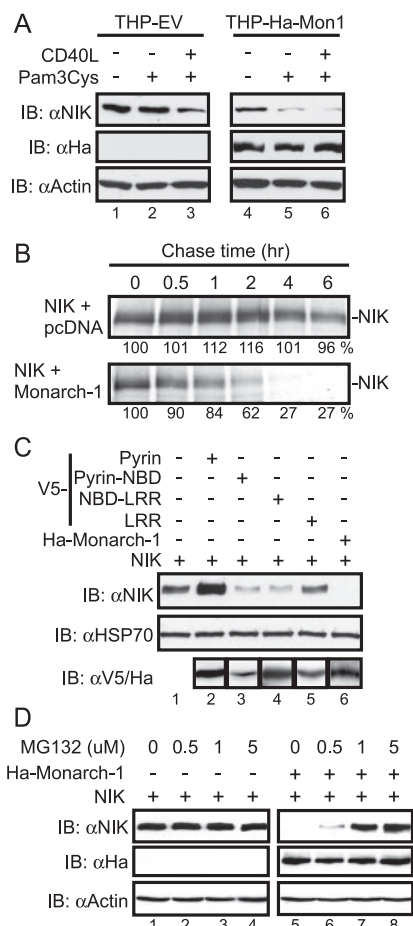 A
THP-EV THP-Ha-Mon1
CD40L - - + - - +
Pam3Cys - + + - + +
IB: αNIK
IB: αHa
IB: αActin
1 2 3 4 5 6
B
Chase time (hr)
0 0.5 1 2 4 6
NIK + pcDNA -NIK
100 101 112 116 101 96 %
NIK + Monarch-1 -NIK
100 90 84 62 27 27 %
C
V5-
Pyrin - + - - - -
Pyrin-NBD - - + - - -
NBD-LRR - - - + - -
LRR - - - - + -
Ha-Monarch-1 - - - - - +
NIK + + + + + +
IB: αNIK
IB: αHSP70
IB: αV5/Ha
1 2 3 4 5 6
D
MG132 (uM) 0 0.5 1 5 0 0.5 1 5
Ha-Monarch-1 - - - - + + + +
NIK + + + + + + + +
IB: αNIK
IB: αHa
IB: αActin
1 2 3 4 5 6 7 8